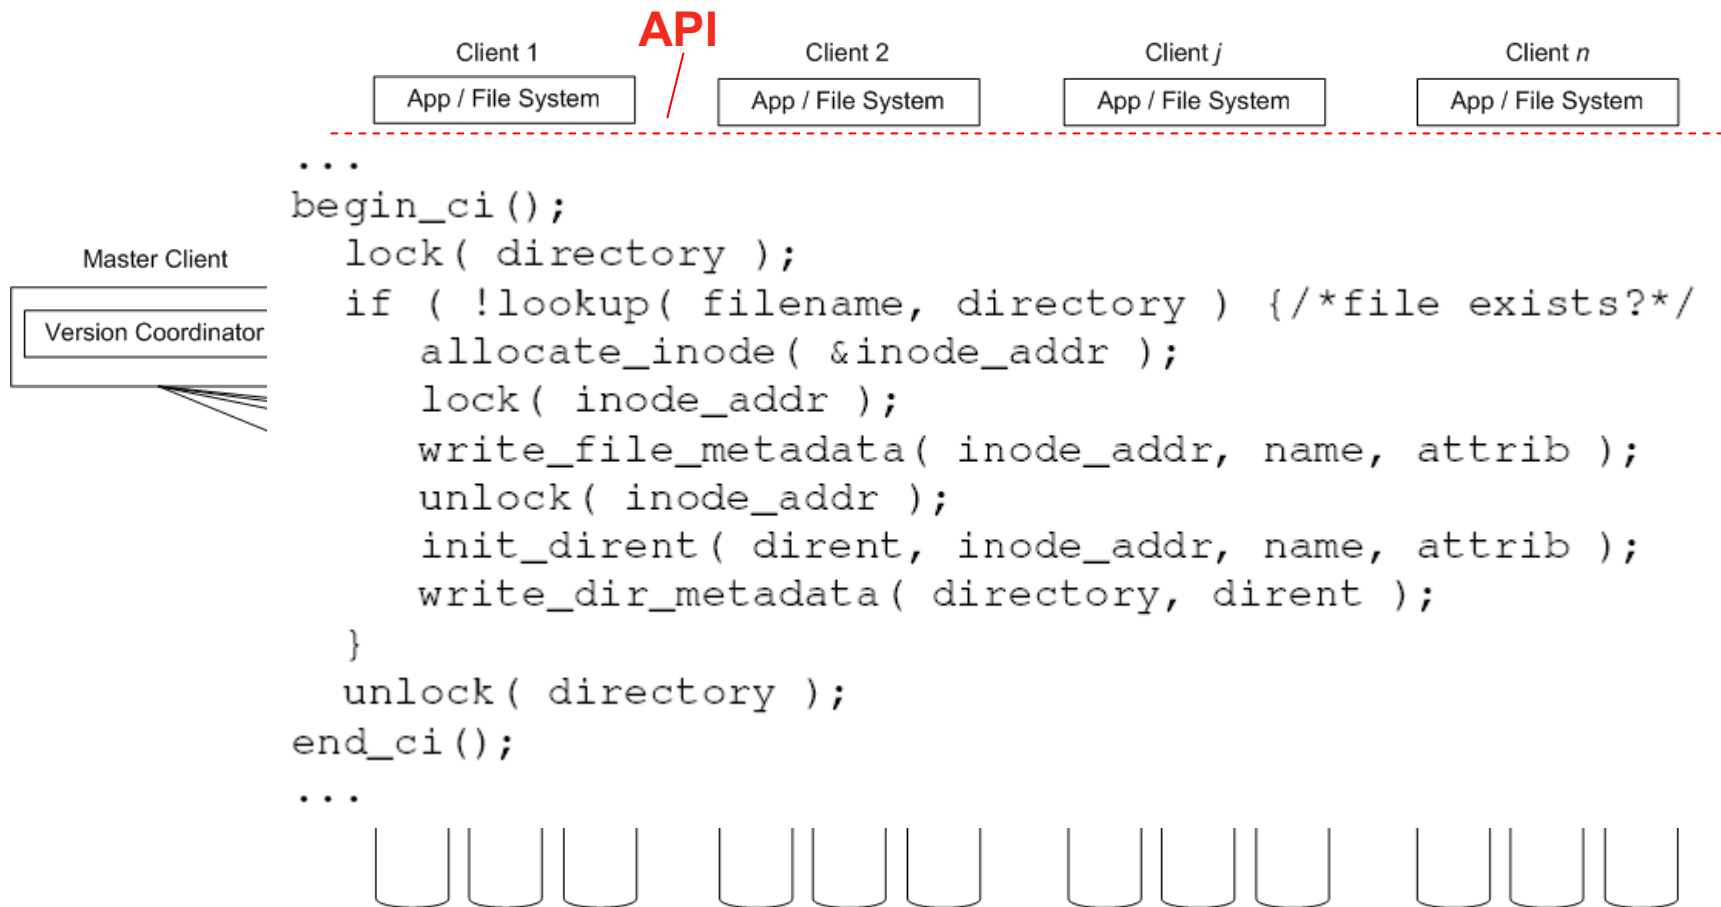 API
Client 1
Client 2
Client j
Client n
App / File System
App / File System
App / File System
App / File System
...
begin_ci();
lock( directory );
Master Client
if ( !lookup( filename, directory ) {/*file exists?*/
Version Coordinator
allocate_inode( &inode_addr );
lock( inode_addr );
write_file_metadata( inode_addr, name, attrib );
unlock( inode_addr );
init_dirent( dirent, inode_addr, name, attrib );
write_dir_metadata( directory, dirent );
}
unlock( directory );
end_ci();
...